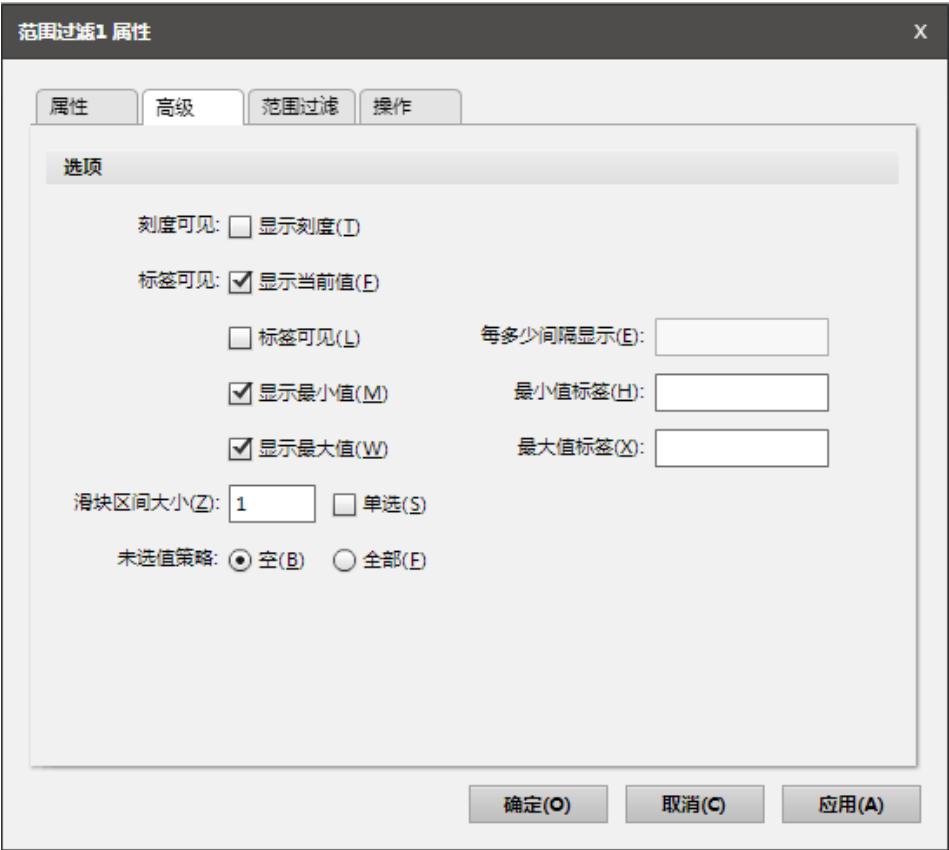 范围过滤1 属性 X
属性 高级 范围过滤 操作
选项
刻度可见: 显示刻度(T)
标签可见: 显示当前值(F)
标签可见(L) 每多少间隔显示(E):
显示最小值(M) 最小值标签(H):
显示最大值(W) 最大值标签(X):
滑块区间大小(Z): 1 单选(S)
未选值策略: 空(B) 全部(F)
确定(O) 取消(C) 应用(A)